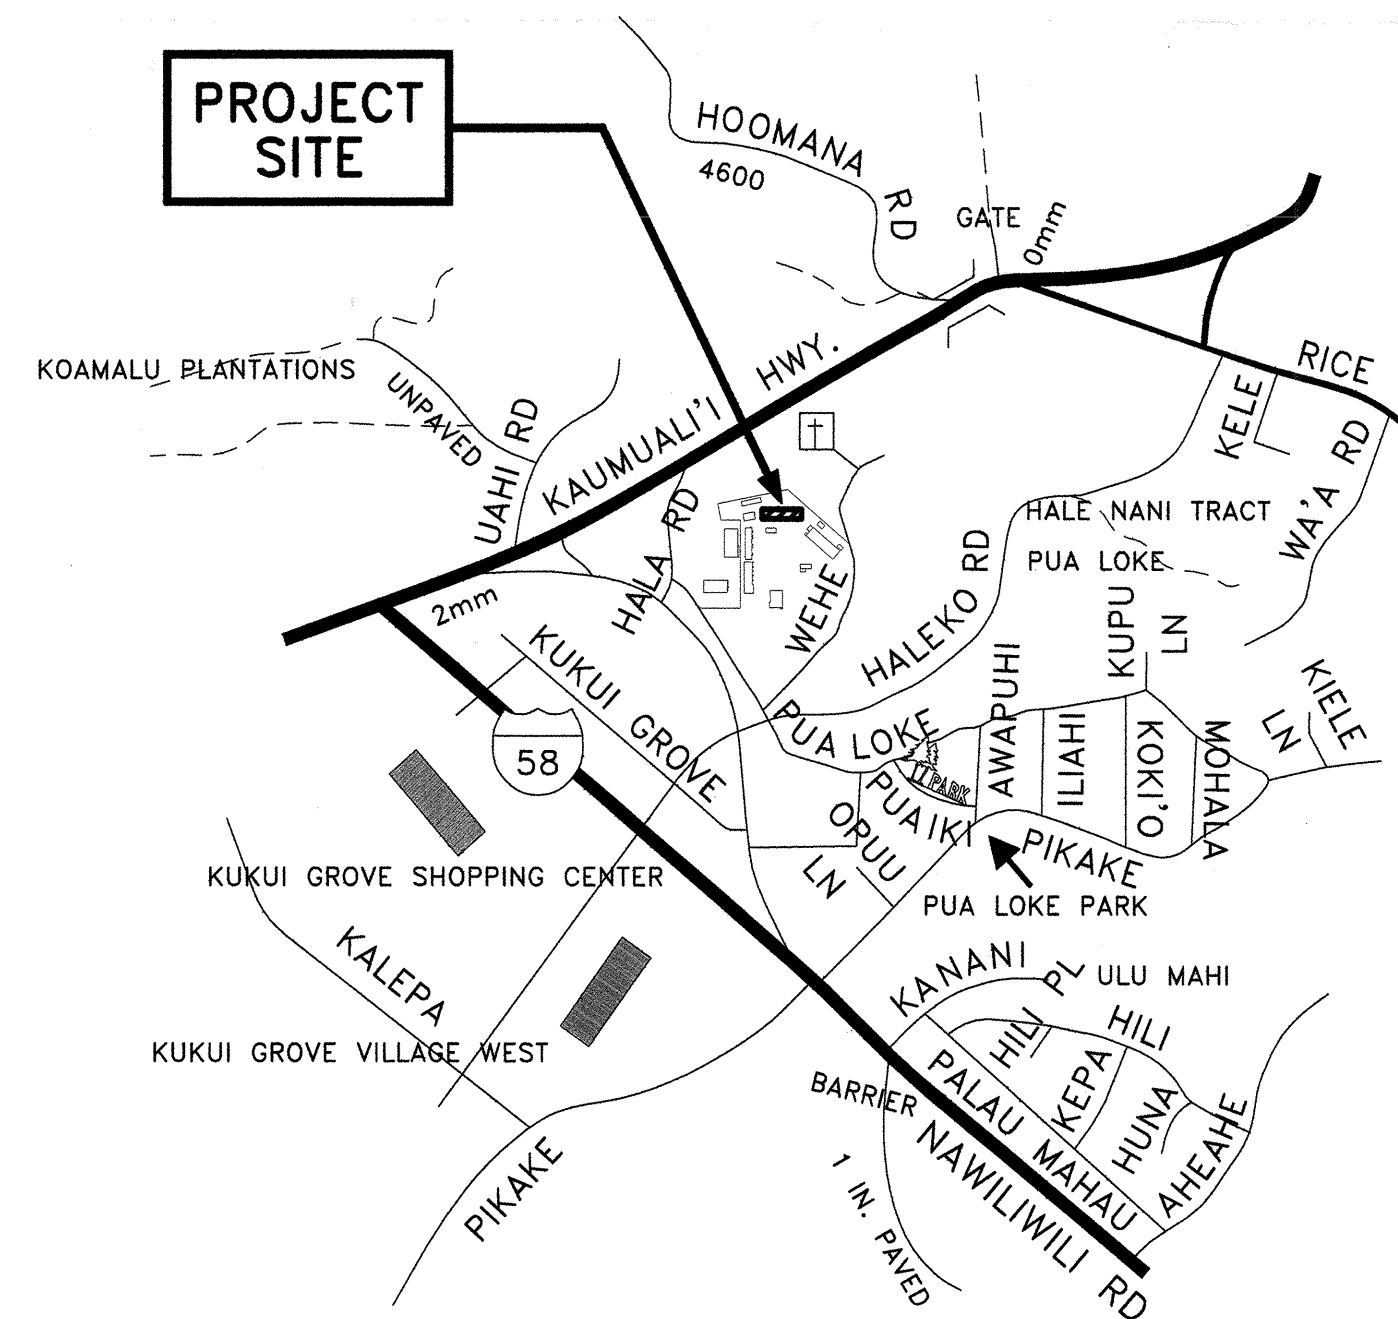 PROJECT
SITE
HOOMANA RD
4600
GATE
0mm
KOAMALU PLANTATIONS
UNPAVED
UAHI RD
KAUMUALI'I HWY.
RICE
KELE
WA'A RD
HALA RD
HALE NANI TRACT
PUA LOKE
2mm
WEHE
HALEKO RD
KUPU LN
KUKUI GROVE
AWAPUHI
KIELE LN
PUA LOKE
ILIAHI
KOKI'O
MOHALA
58
PARK
PUAIKI
OPUU LN
PIKAKE
KUKUI GROVE SHOPPING CENTER
PUA LOKE PARK
KALEPA
KANANI
HILI PL
ULU MAHI
HILI
KUKUI GROVE VILLAGE WEST
BARRIER
PALAU MAHAU
KEPA
HUNA
AHEAHE
PIKAKE
1 IN. PAVED
NAWILIWILI RD